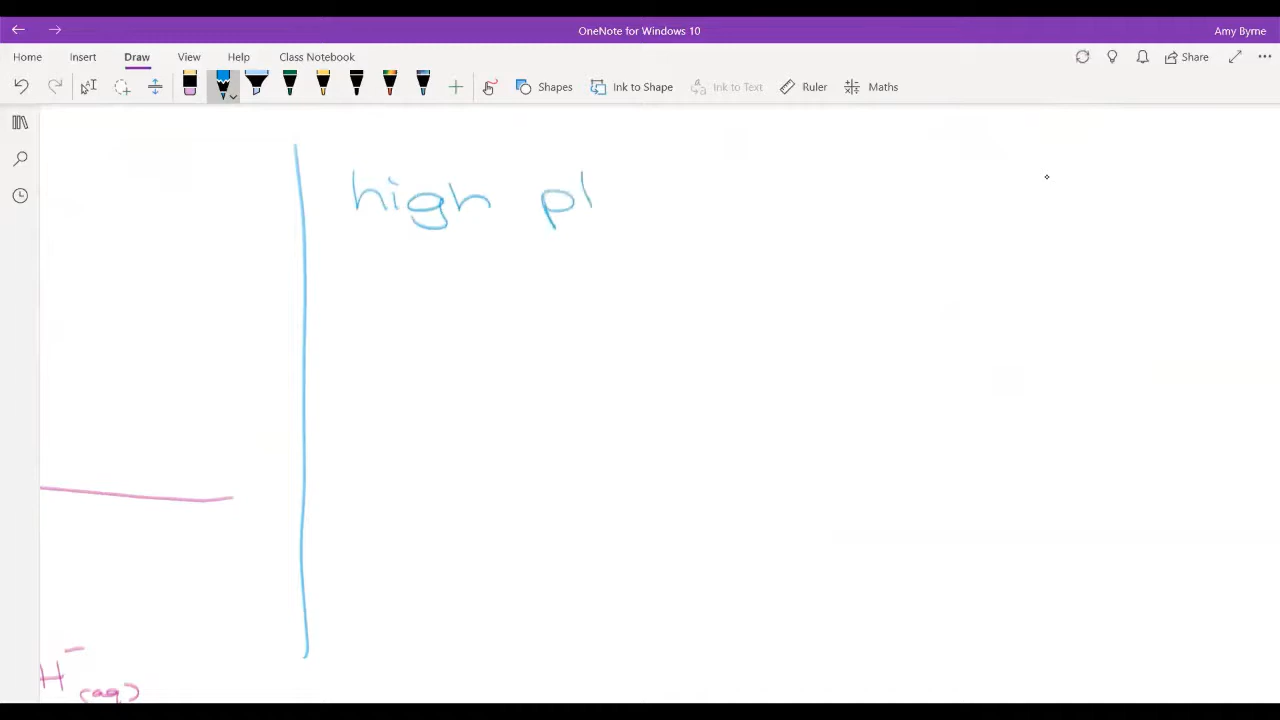 OneNote for Windows 10
Amy Byrne
Home Insert Draw View Help Class Notebook
Share
Shapes Ink to Shape Ink to Text Ruler Maths
high pl
H⁻(aq)